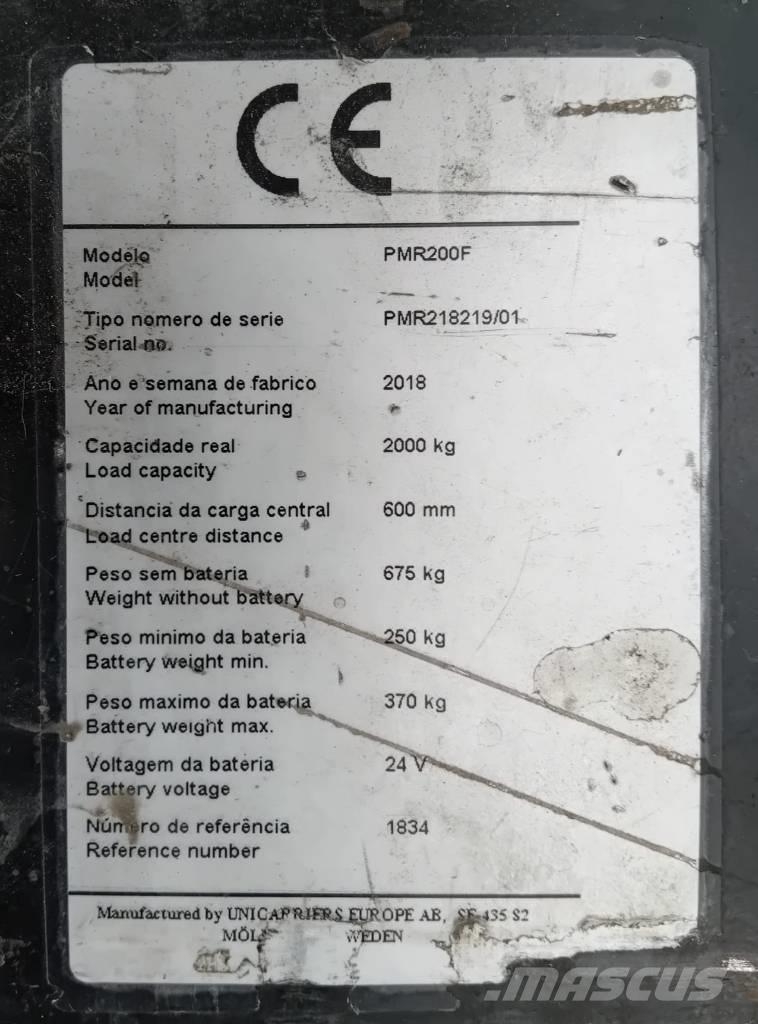 CE
Modelo PMR200F
Model
Tipo nomero de serie PMR218219/01
Serial no.
Ano e semana de fabrico 2018
Year of manufacturing
Capacidade real 2000 kg
Load capacity
Distancia da carga central 600 mm
Load centre distance
Peso sem bateria 675 kg
Weight without battery
Peso minimo da bateria 250 kg
Battery weight min.
Peso maximo da bateria 370 kg
Battery weight max.
Voltagem da bateria 24 V
Battery voltage
Número de referência 1834
Reference number
Manufactured by UNICARRIERS EUROPE AB, SE-435 82
MASCUS